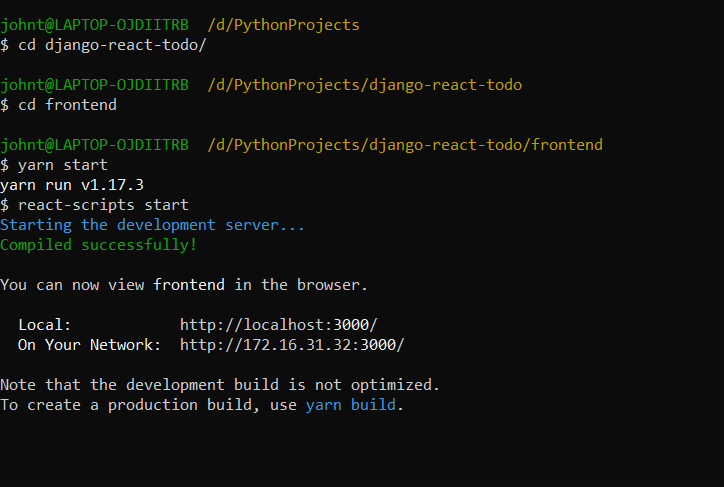 johnt@LAPTOP-OJDIITRB /d/PythonProjects
$ cd django-react-todo/
johnt@LAPTOP-OJDIITRB /d/PythonProjects/django-react-todo
$ cd frontend
johnt@LAPTOP-OJDIITRB /d/PythonProjects/django-react-todo/frontend
$ yarn start
yarn run v1.17.3
$ react-scripts start
Starting the development server...
Compiled successfully!
You can now view frontend in the browser.
Local: http://localhost:3000/
On Your Network: http://172.16.31.32:3000/
Note that the development build is not optimized.
To create a production build, use yarn build.